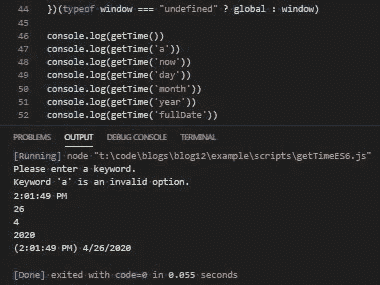 44 })(typeof window === "undefined" ? global : window)
45
46 console.log(getTime())
47 console.log(getTime(`a`))
48 console.log(getTime(`now`))
49 console.log(getTime(`day`))
50 console.log(getTime(`month`))
51 console.log(getTime(`year`))
52 console.log(getTime(`fullDate`))
PROBLEMS OUTPUT DEBUG CONSOLE TERMINAL
[Running] node "t:\code\blogs\blog12\example\scripts\getTimeES6.js"
Please enter a keyword.
Keyword 'a' is an invalid option.
2:01:49 PM
26
4
2020
(2:01:49 PM) 4/26/2020
[Done] exited with code=0 in 0.055 seconds